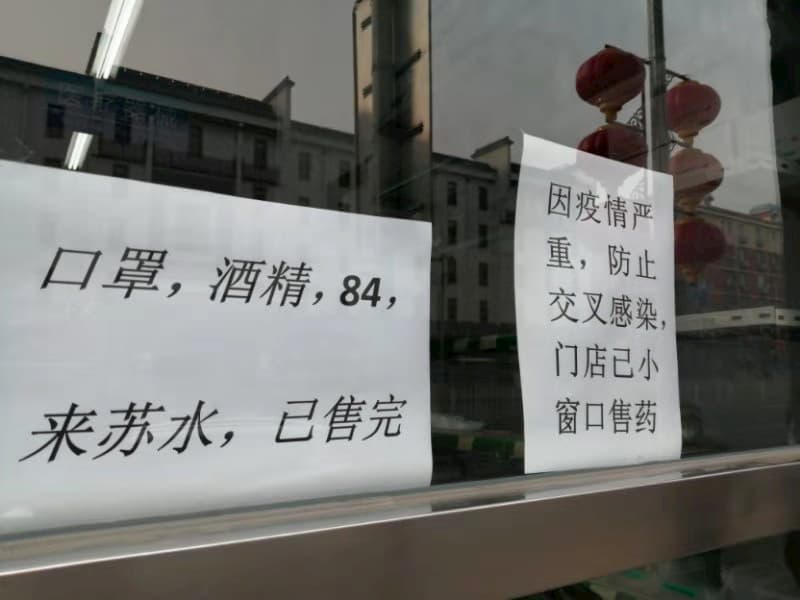 口罩，酒精，84，
来苏水，已售完
因疫情严
重，防止
交叉感染，
门店已小
窗口售药